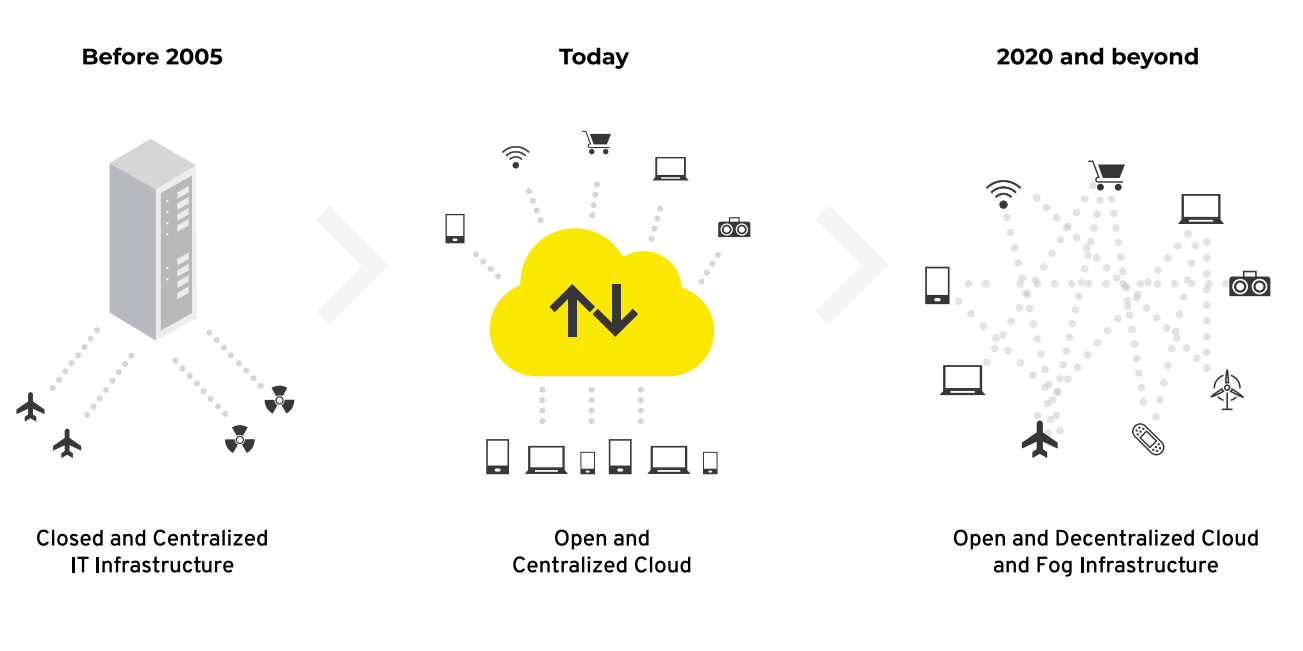 Before 2005
Today
2020 and beyond
Closed and Centralized
IT Infrastructure
Open and
Centralized Cloud
Open and Decentralized Cloud
and Fog Infrastructure